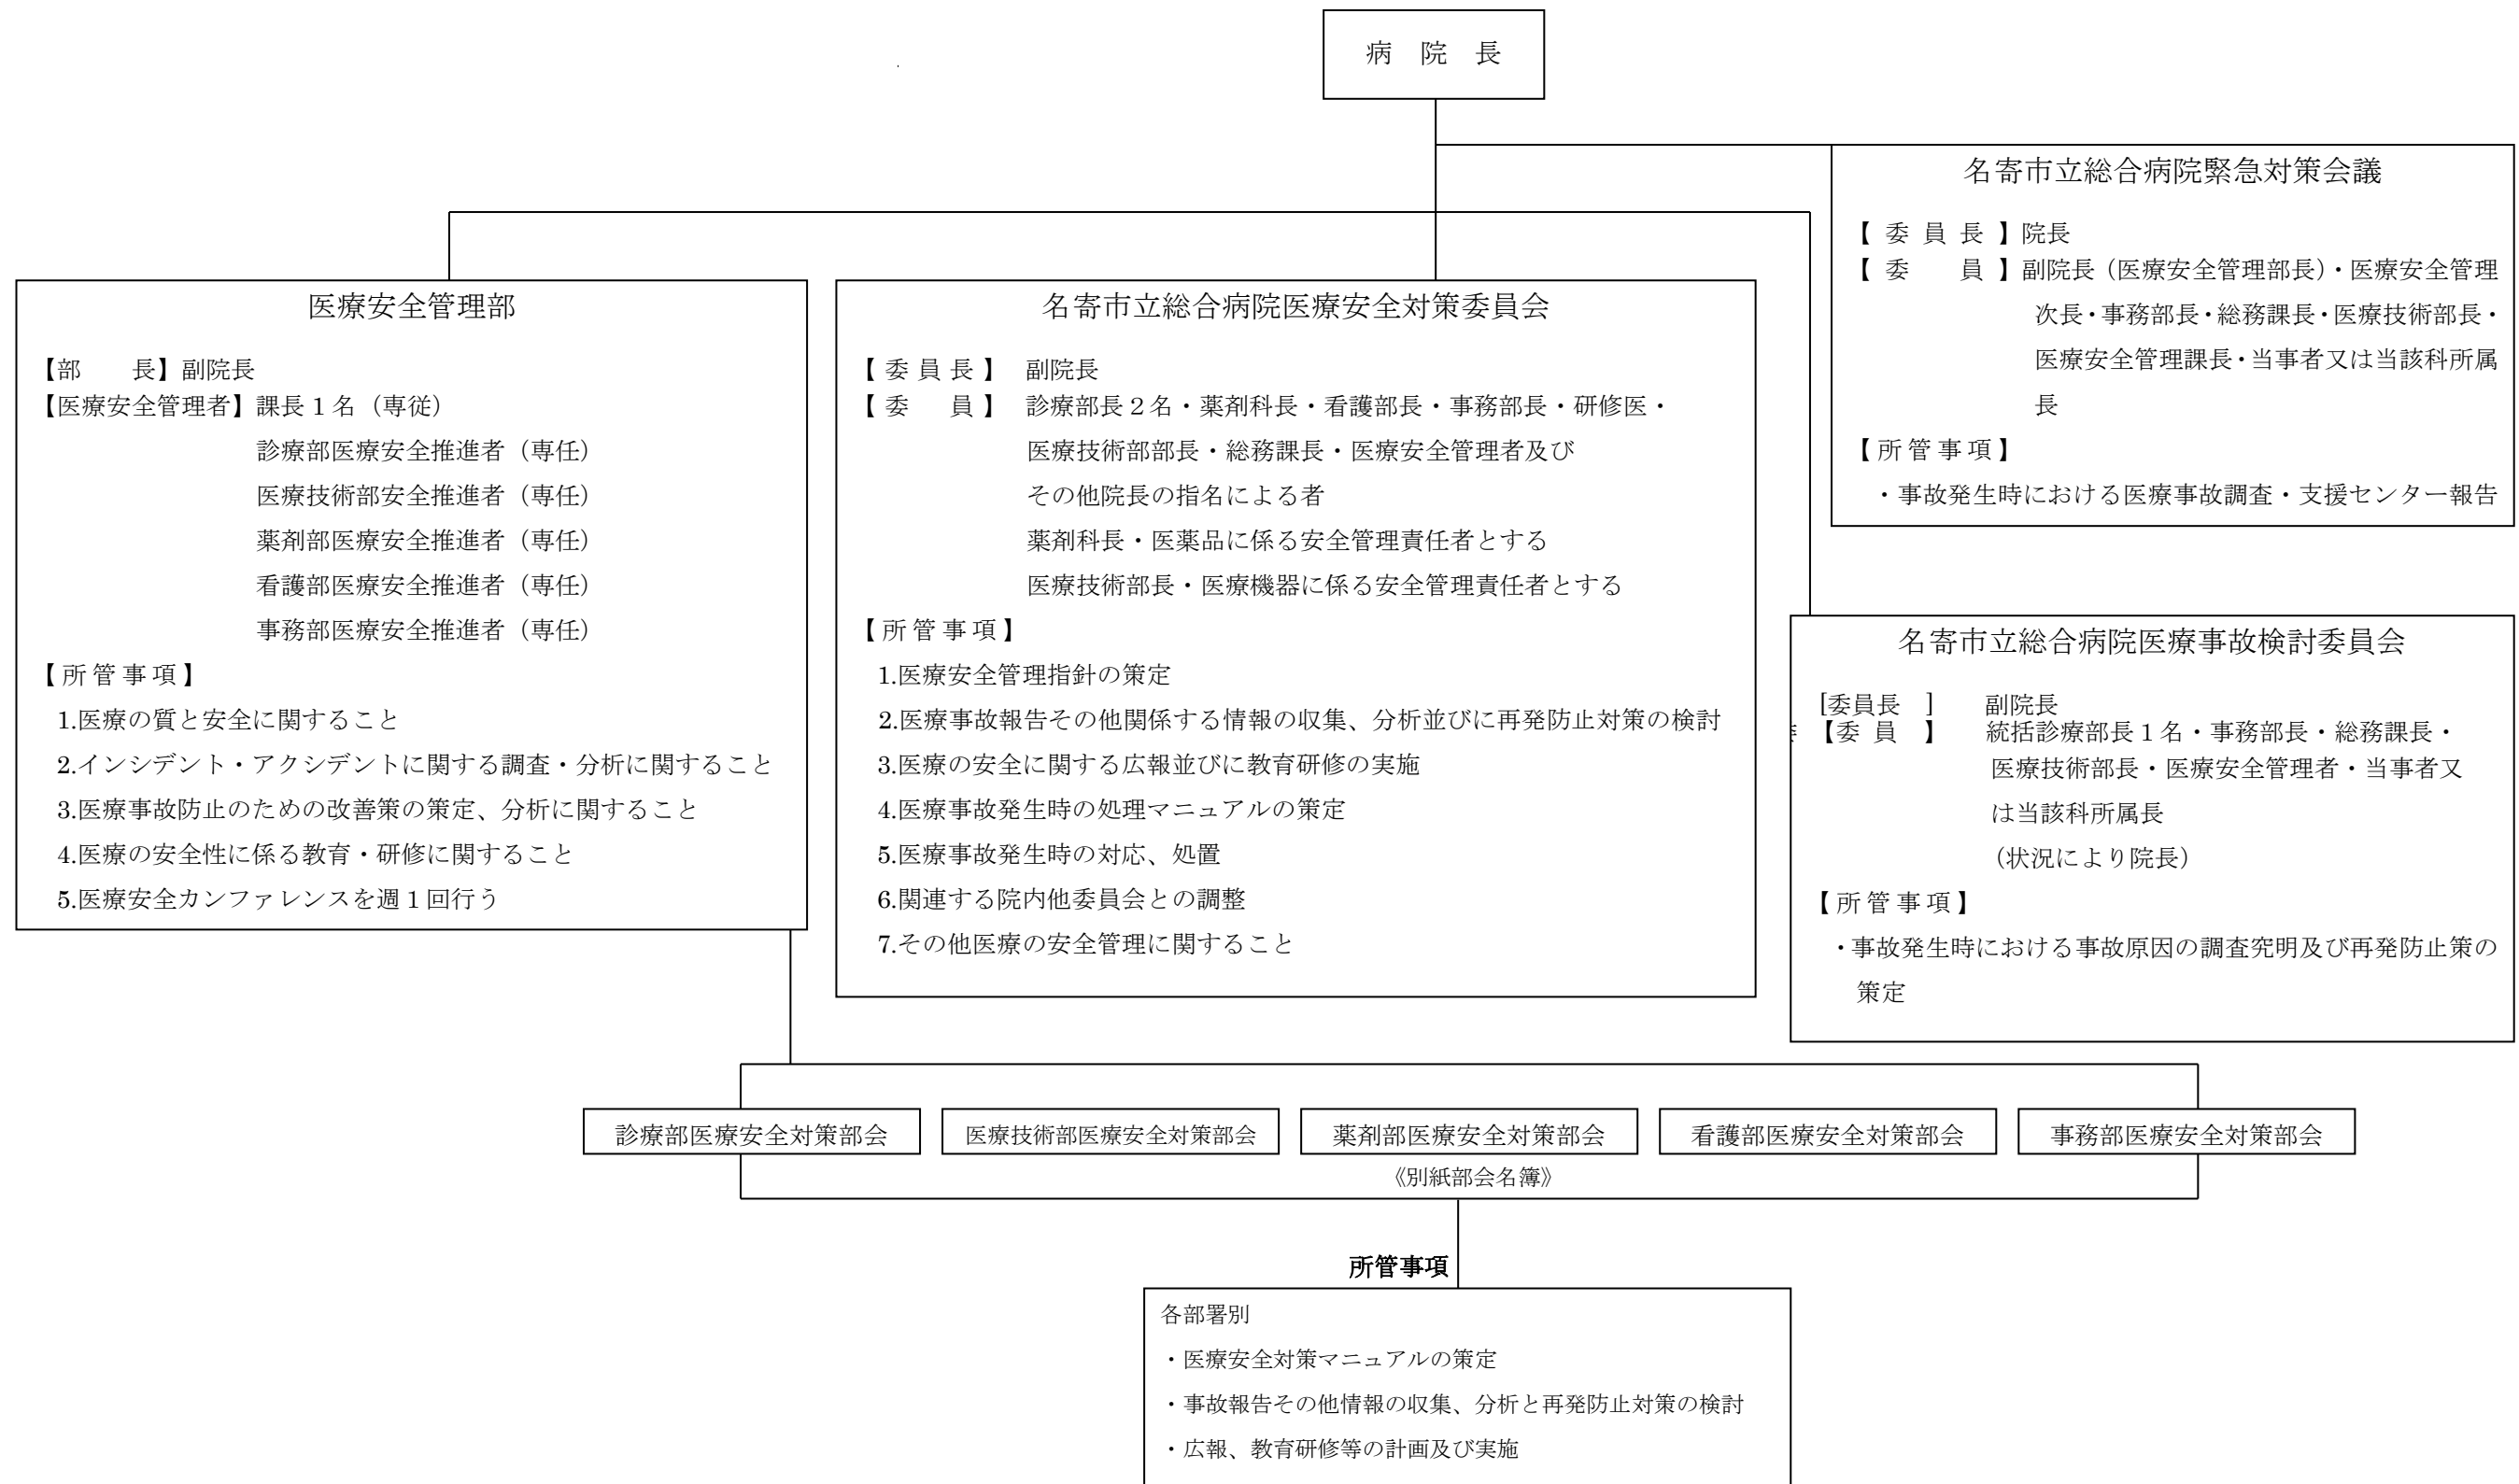 病 院 長
名寄市立総合病院緊急対策会議
【 委 員 長 】院長
【 委 員 】副院長（医療安全管理部長）・医療安全管理
次長・事務部長・総務課長・医療技術部長・
医療安全管理課長・当事者又は当該科所属
長
【所管事項】
・事故発生時における医療事故調査・支援センター報告
医療安全管理部
【部 長】副院長
【医療安全管理者】課長１名（専従）
診療部医療安全推進者（専任）
医療技術部安全推進者（専任）
薬剤部医療安全推進者（専任）
看護部医療安全推進者（専任）
事務部医療安全推進者（専任）
【所管事項】
1.医療の質と安全に関すること
2.インシデント・アクシデントに関する調査・分析に関すること
3.医療事故防止のための改善策の策定、分析に関すること
4.医療の安全性に係る教育・研修に関すること
5.医療安全カンファレンスを週１回行う
名寄市立総合病院医療安全対策委員会
【 委 員 長 】 副院長
【 委 員 】 診療部長２名・薬剤科長・看護部長・事務部長・研修医・
医療技術部部長・総務課長・医療安全管理者及び
その他院長の指名による者
薬剤科長・医薬品に係る安全管理責任者とする
医療技術部長・医療機器に係る安全管理責任者とする
【所管事項】
1.医療安全管理指針の策定
2.医療事故報告その他関係する情報の収集、分析並びに再発防止対策の検討
3.医療の安全に関する広報並びに教育研修の実施
4.医療事故発生時の処理マニュアルの策定
5.医療事故発生時の対応、処置
6.関連する院内他委員会との調整
7.その他医療の安全管理に関すること
名寄市立総合病院医療事故検討委員会
[委員長 ] 副院長
【委 員 】 統括診療部長１名・事務部長・総務課長・
医療技術部長・医療安全管理者・当事者又
は当該科所属長
（状況により院長）
【所管事項】
・事故発生時における事故原因の調査究明及び再発防止策の
策定
診療部医療安全対策部会
医療技術部医療安全対策部会
薬剤部医療安全対策部会
看護部医療安全対策部会
事務部医療安全対策部会
《別紙部会名簿》
所管事項
各部署別
・医療安全対策マニュアルの策定
・事故報告その他情報の収集、分析と再発防止対策の検討
・広報、教育研修等の計画及び実施